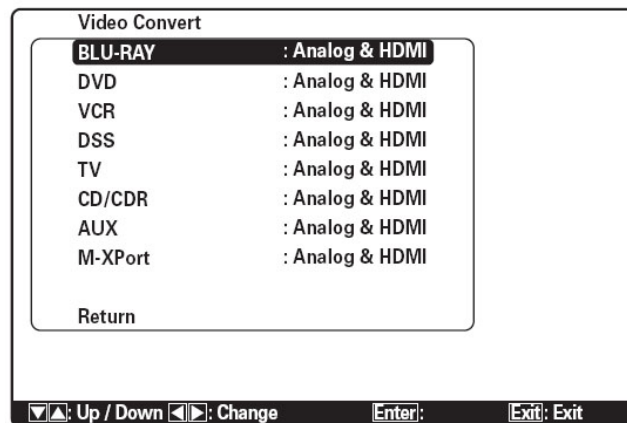 Video Convert
BLU-RAY : Analog & HDMI
DVD : Analog & HDMI
VCR : Analog & HDMI
DSS : Analog & HDMI
TV : Analog & HDMI
CD/CDR : Analog & HDMI
AUX : Analog & HDMI
M-XPort : Analog & HDMI
Return
▼▲: Up / Down ◀▶: Change Enter: Exit: Exit